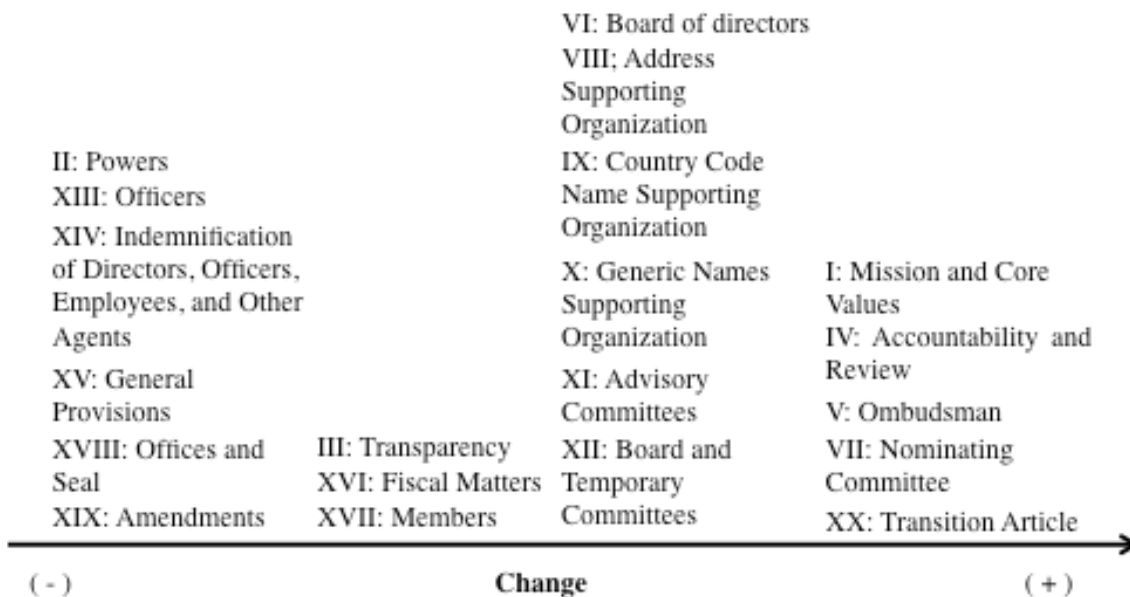 II: Powers
XIII: Officers
XIV: Indemnification
of Directors, Officers,
Employees, and Other
Agents
XV: General
Provisions
XVIII: Offices and
Seal
XIX: Amendments
III: Transparency
XVI: Fiscal Matters
XVII: Members
VI: Board of directors
VIII; Address
Supporting
Organization
IX: Country Code
Name Supporting
Organization
X: Generic Names
Supporting
Organization
XI: Advisory
Committees
XII: Board and
Temporary
Committees
I: Mission and Core
Values
IV: Accountability and
Review
V: Ombudsman
VII: Nominating
Committee
XX: Transition Article
( - )
Change
( + )